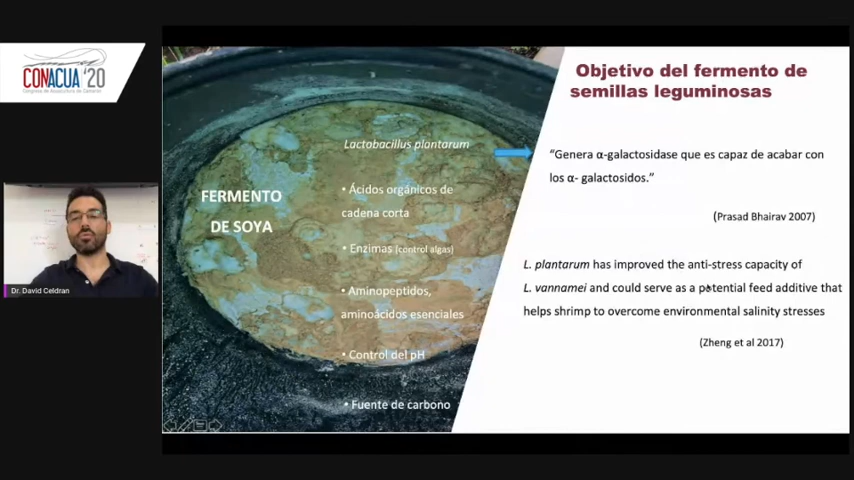 CONACUA '20
Congreso de Acuicultura de Camarón
Dr. David Celdran
FERMENTO
DE SOYA
Lactobacillus plantarum
• Ácidos orgánicos de
cadena corta
• Enzimas (control algas)
• Aminopeptidos,
aminoácidos esenciales
• Control del pH
• Fuente de carbono
Objetivo del fermento de
semillas leguminosas
“Genera α-galactosidase que es capaz de acabar con
los α- galactosidos.”
(Prasad Bhairav 2007)
L. plantarum has improved the anti-stress capacity of
L. vannamei and could serve as a potential feed additive that
helps shrimp to overcome environmental salinity stresses
(Zheng et al 2017)